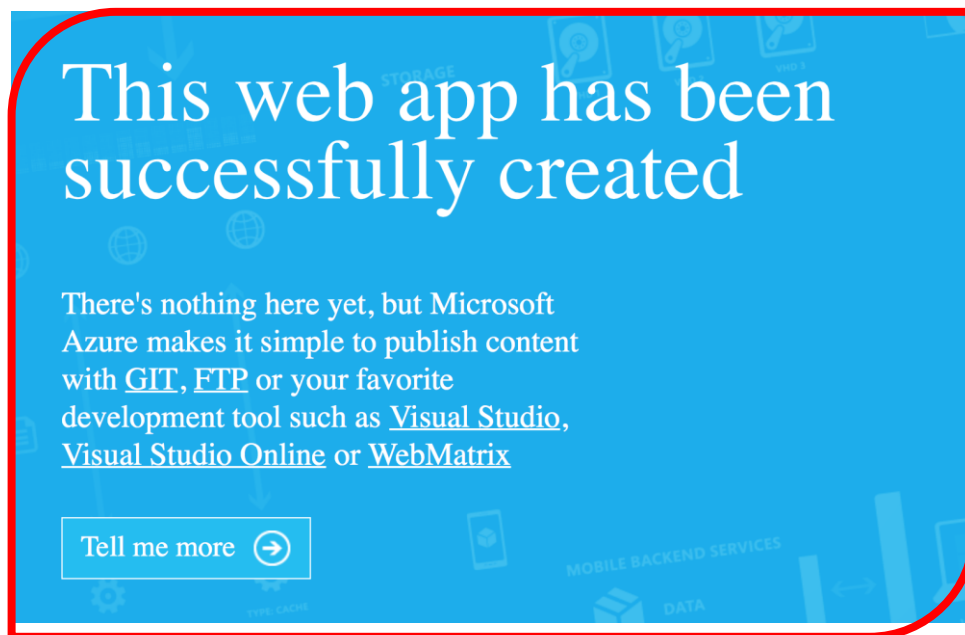 STORAGE
VHD 1
This web app has been
successfully created
There's nothing here yet, but Microsoft
Azure makes it simple to publish content
with GIT, FTP or your favorite
development tool such as Visual Studio,
Visual Studio Online or WebMatrix
Tell me more
MOBILE BACKEND SERVICES
TYPE: CACHE
DATA